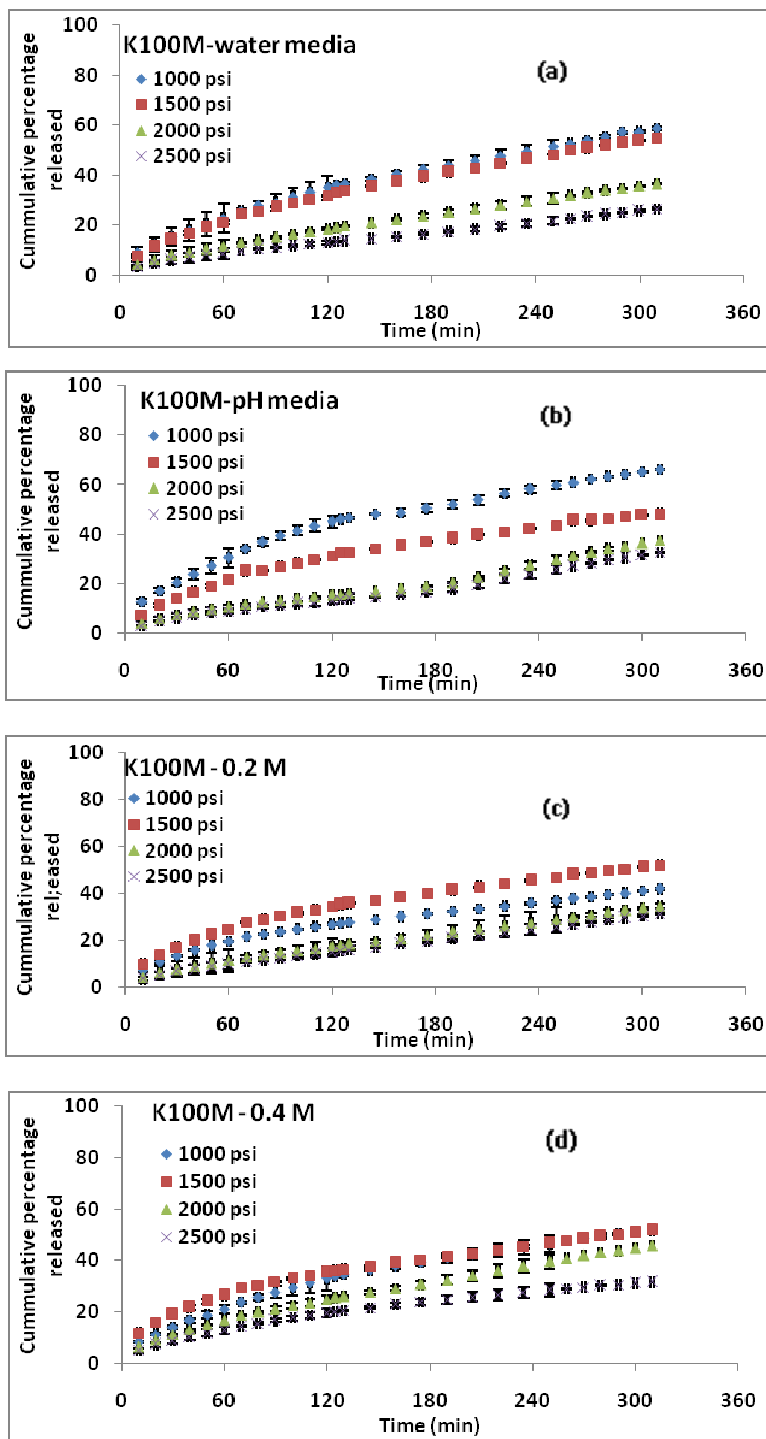 K100M-water media
(a)
1000 psi
1500 psi
2000 psi
2500 psi
Cummulative percentage
released
100
80
60
40
20
0
0 60 120 180 240 300 360
Time (min)
K100M-pH media
(b)
1000 psi
1500 psi
2000 psi
2500 psi
Cummulative percentage
released
100
80
60
40
20
0
0 60 120 180 240 300 360
Time (min)
K100M - 0.2 M
(c)
1000 psi
1500 psi
2000 psi
2500 psi
Cummulative percentage
rel;eased
100
80
60
40
20
0
0 60 120 180 240 300 360
Time (min)
K100M - 0.4 M
(d)
1000 psi
1500 psi
2000 psi
2500 psi
Cummulative percentage
released
100
80
60
40
20
0
0 60 120 180 240 300 360
Time (min)